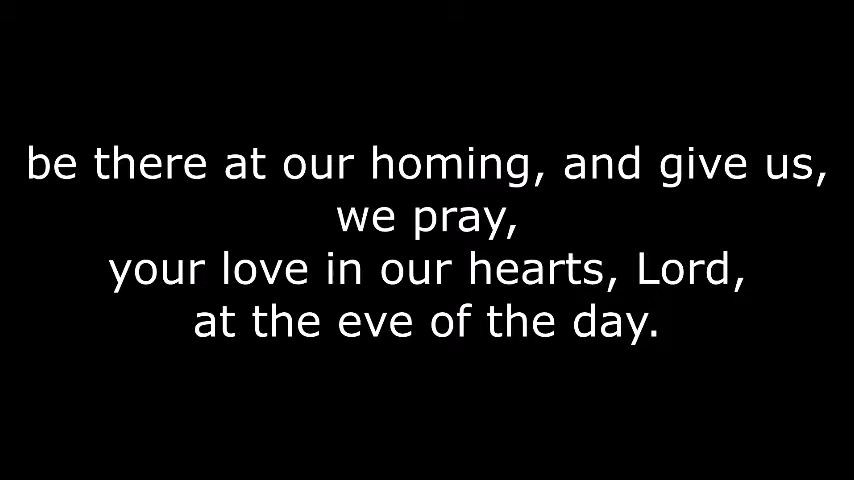 be there at our homing, and give us,
we pray,
your love in our hearts, Lord,
at the eve of the day.